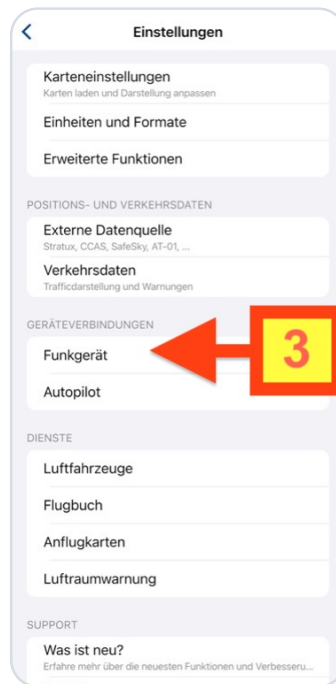 Einstellungen
Karteneinstellungen
Karten laden und Darstellung anpassen
Einheiten und Formate
Erweiterte Funktionen
POSITIONS- UND VERKEHRSDATEN
Externe Datenquelle
Stratux, CCAS, SafeSky, AT-01, ...
Verkehrsdaten
Trafficdarstellung und Warnungen
GERÄTEVERBINDUNGEN
Funkgerät
3
Autopilot
DIENSTE
Luftfahrzeuge
Flugbuch
Anflugkarten
Luftraumwarnung
SUPPORT
Was ist neu?
Erfahre mehr über die neuesten Funktionen und Verbesseru...